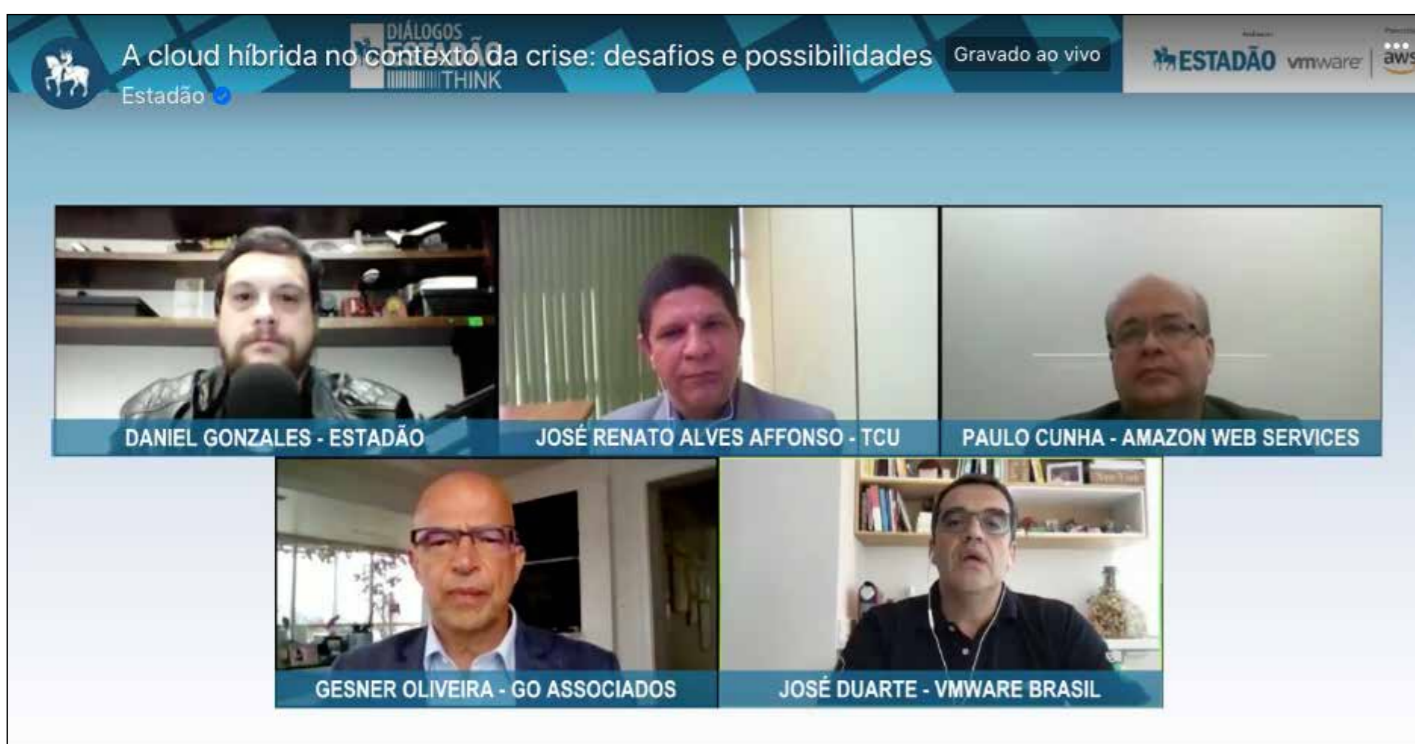 DIÁLOGOS
ESTADÃO
THINK
A cloud híbrida no contexto da crise: desafios e possibilidades
Gravado ao vivo
Estadão
ESTADÃO
vmware
aws
DANIEL GONZALES - ESTADÃO
JOSÉ RENATO ALVES AFFONSO - TCU
PAULO CUNHA - AMAZON WEB SERVICES
GESNER OLIVEIRA - GO ASSOCIADOS
JOSÉ DUARTE - VMWARE BRASIL